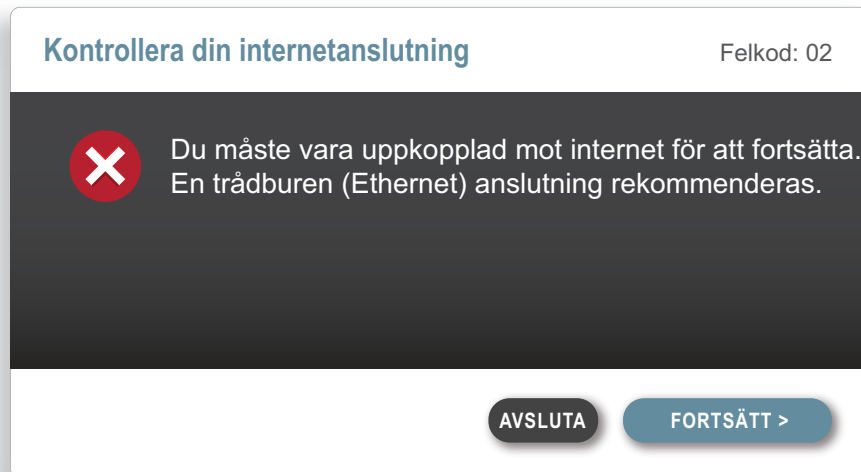 Kontrollera din internetanslutning
Felkod: 02
Du måste vara uppkopplad mot internet för att fortsätta.
En trådburen (Ethernet) anslutning rekommenderas.
AVSLUTA
FORTSÄTT >